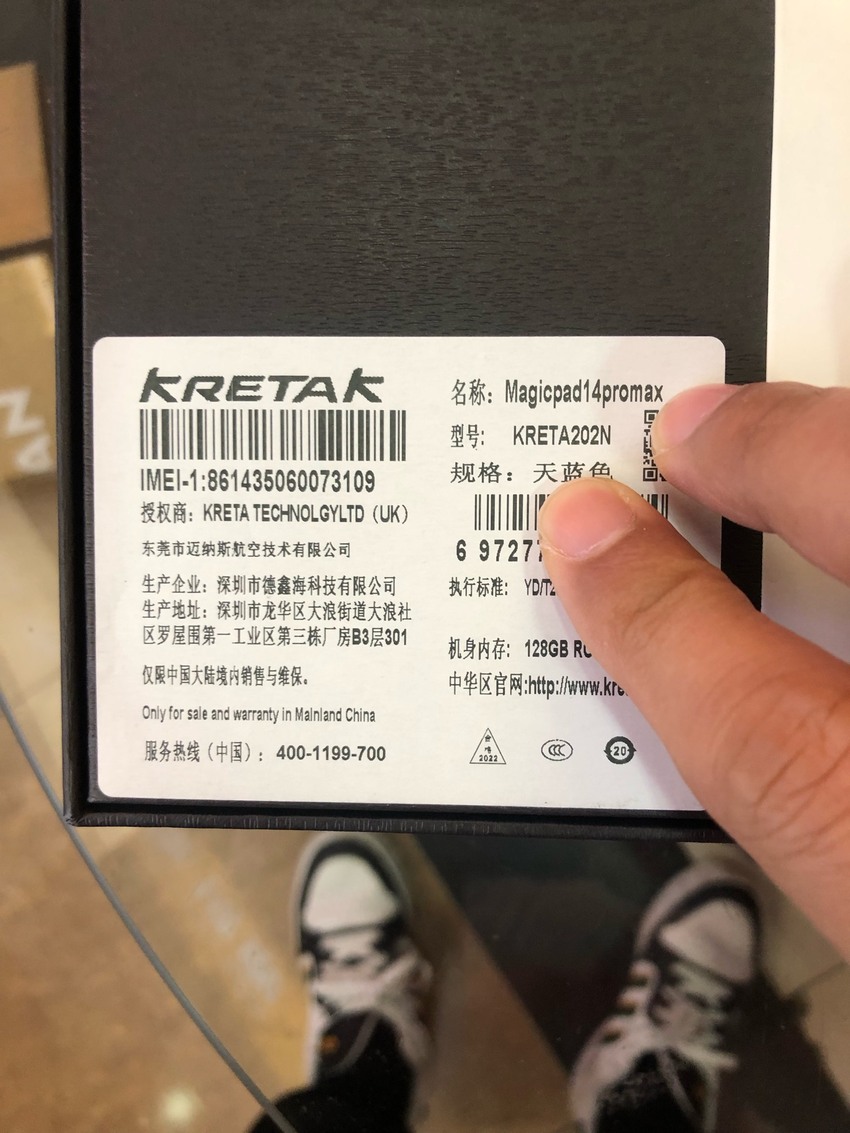 KRETAK
IMEI-1:861435060073109
授权商：KRETA TECHNOLGYLTD（UK）
东莞市迈纳斯航空技术有限公司
生产企业：深圳市德鑫海科技有限公司
生产地址：深圳市龙华区大浪街道大浪社
区罗屋围第一工业区第三栋厂房B3层301
仅限中国大陆境内销售与维保。
Only for sale and warranty in Mainland China
服务热线（中国）：400-1199-700
名称：Magicpad14promax
型号：KRETA202N
规格：天蓝色
6 9727
执行标准：YD/T2
机身内存：128GB
中华区官网:http://www.kre
2022
CCC
20